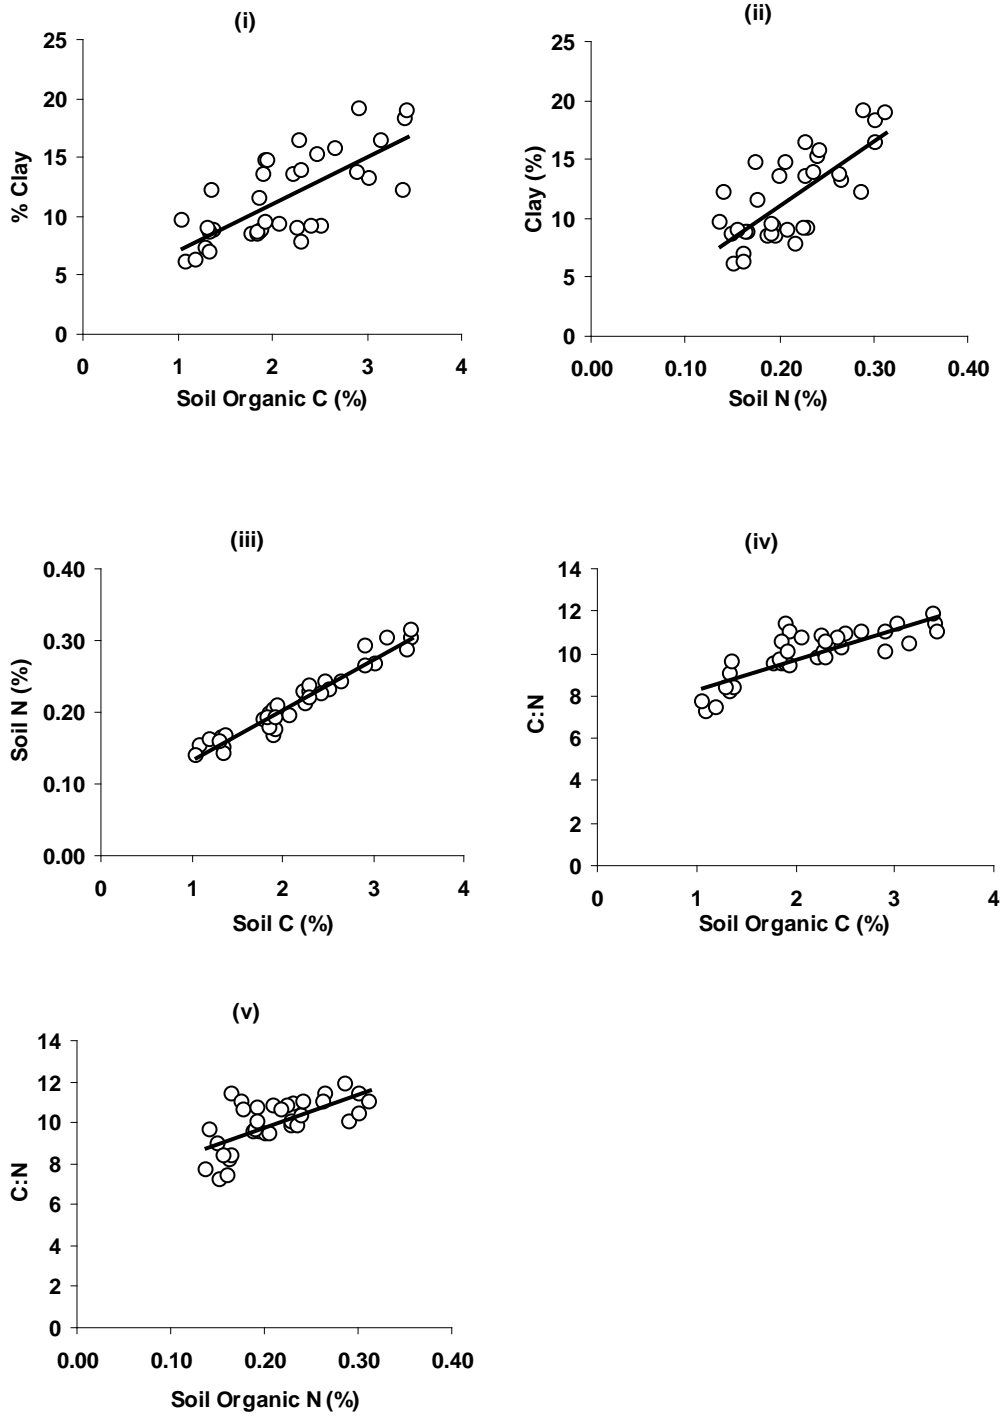 (i)
25
20
15
10
5
0
% Clay
0 1 2 3 4
Soil Organic C (%)
(ii)
25
20
15
10
5
0
Clay (%)
0.00 0.10 0.20 0.30 0.40
Soil N (%)
(iii)
0.40
0.30
0.20
0.10
0.00
Soil N (%)
0 1 2 3 4
Soil C (%)
(iv)
14
12
10
8
6
4
2
0
C:N
0 1 2 3 4
Soil Organic C (%)
(v)
14
12
10
8
6
4
2
0
C:N
0.00 0.10 0.20 0.30 0.40
Soil Organic N (%)